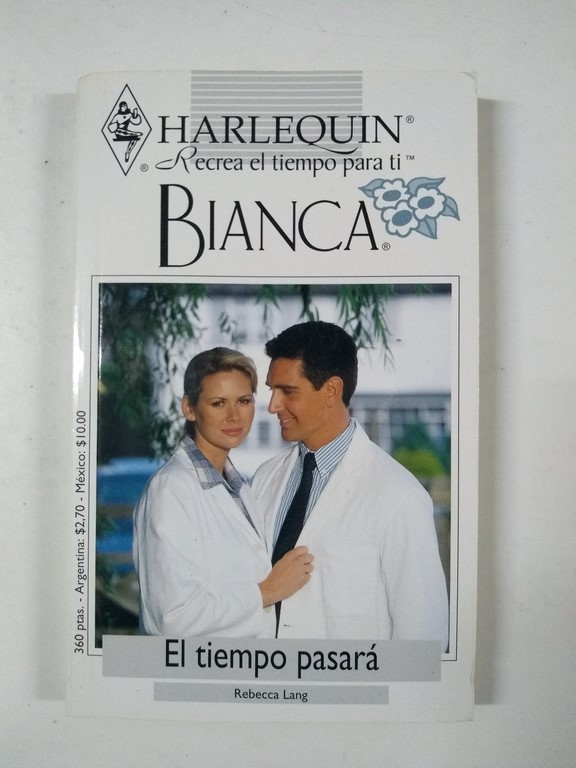 HARLEQUIN®
Recrea el tiempo para ti™
BIANCA®
®
360 ptas. - Argentina: $2,70 - México: $10.00
El tiempo pasará
Rebecca Lang